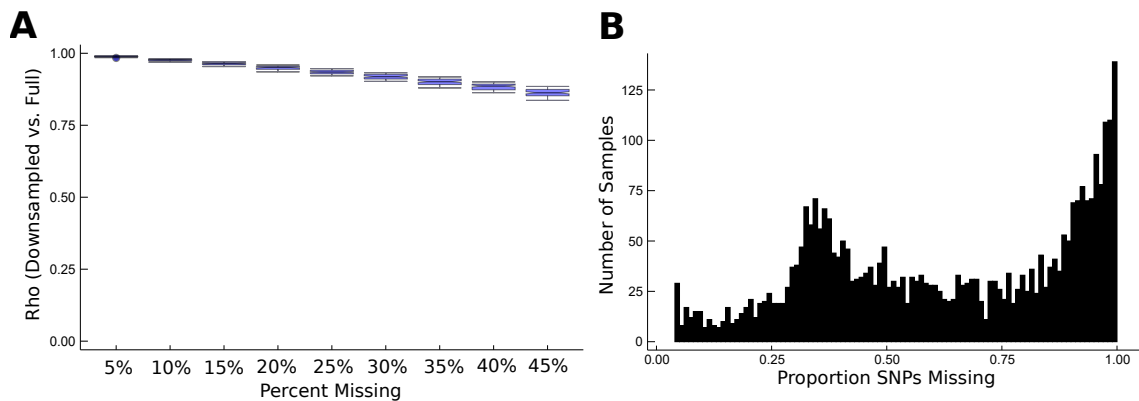 A
1.00
0.75
0.50
0.25
0.00
Rho (Downsampled vs. Full)
5% 10% 15% 20% 25% 30% 35% 40% 45%
Percent Missing
B
125
100
75
50
25
0
Number of Samples
0.00 0.25 0.50 0.75 1.00
Proportion SNPs Missing